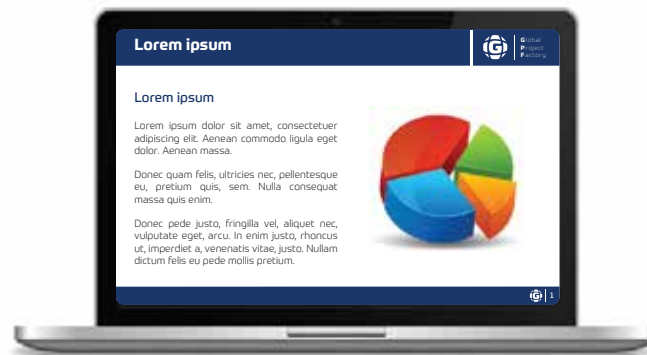 Lorem ipsum
G
Global
Project
Factory
Lorem ipsum
Lorem ipsum dolor sit amet, consectetuer
adipiscing elit. Aenean commodo ligula eget
dolor. Aenean massa.
Donec quam felis, ultricies nec, pellentesque
eu, pretium quis, sem. Nulla consequat
massa quis enim.
Donec pede justo, fringilla vel, aliquet nec,
vulputate eget, arcu. In enim justo, rhoncus
ut, imperdiet a, venenatis vitae, justo. Nullam
dictum felis eu pede mollis pretium.
G 1